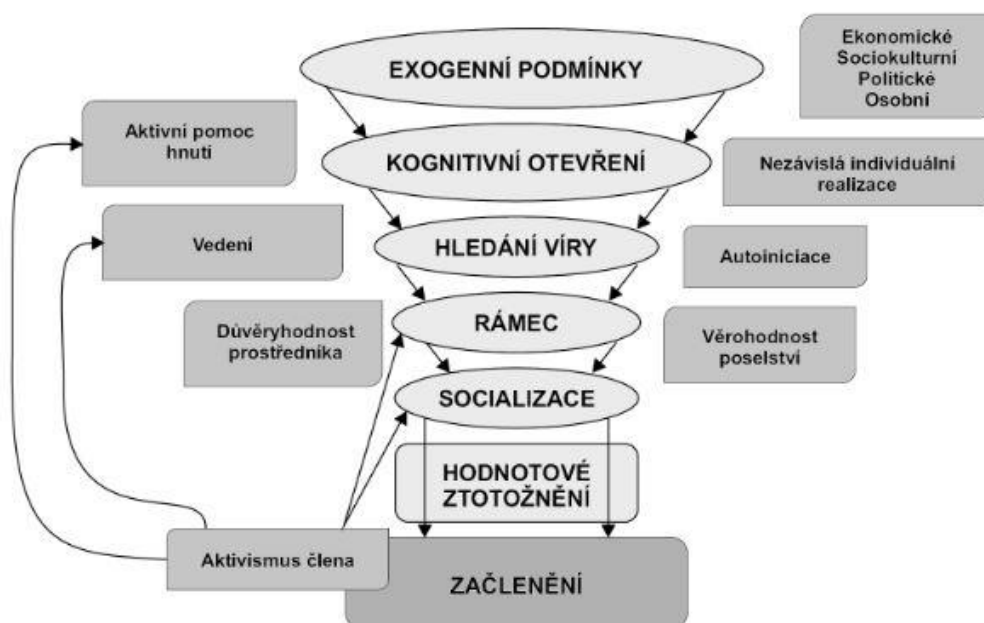 EXOGENNÍ PODMÍNKY
Ekonomické
Sociokulturní
Politické
Osobní
Aktivní pomoc
hnutí
KOGNITIVNÍ OTEVŘENÍ
Nezávislá individuální
realizace
Vedení
HLEDÁNÍ VÍRY
Autoiniciace
Důvěryhodnost
prostředníka
RÁMEC
Věrohodnost
poselství
SOCIALIZACE
HODNOTOVÉ
ZTOTOŽNĚNÍ
Aktivismus člena
ZAČLENĚNÍ